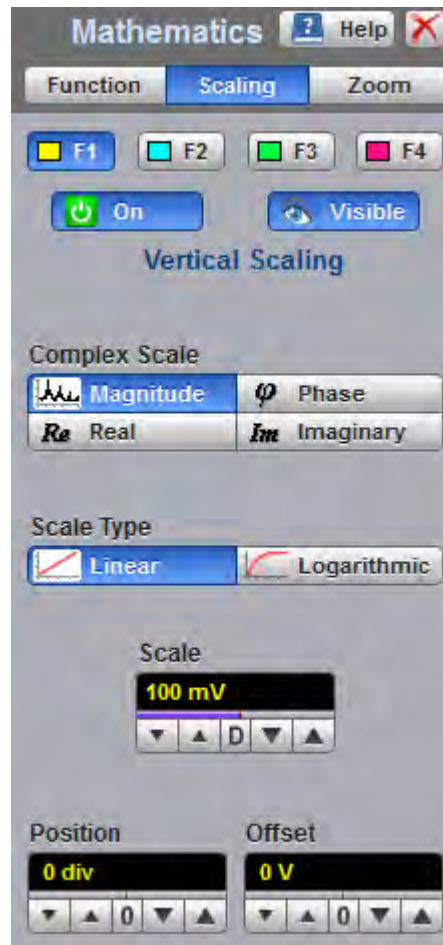 Mathematics ? Help
Function Scaling Zoom
F1 F2 F3 F4
On Visible
Vertical Scaling
Complex Scale
Magnitude φ Phase
Re Real Im Imaginary
Scale Type
Linear Logarithmic
Scale
100 mV
D
Position Offset
0 div 0 V
0 0